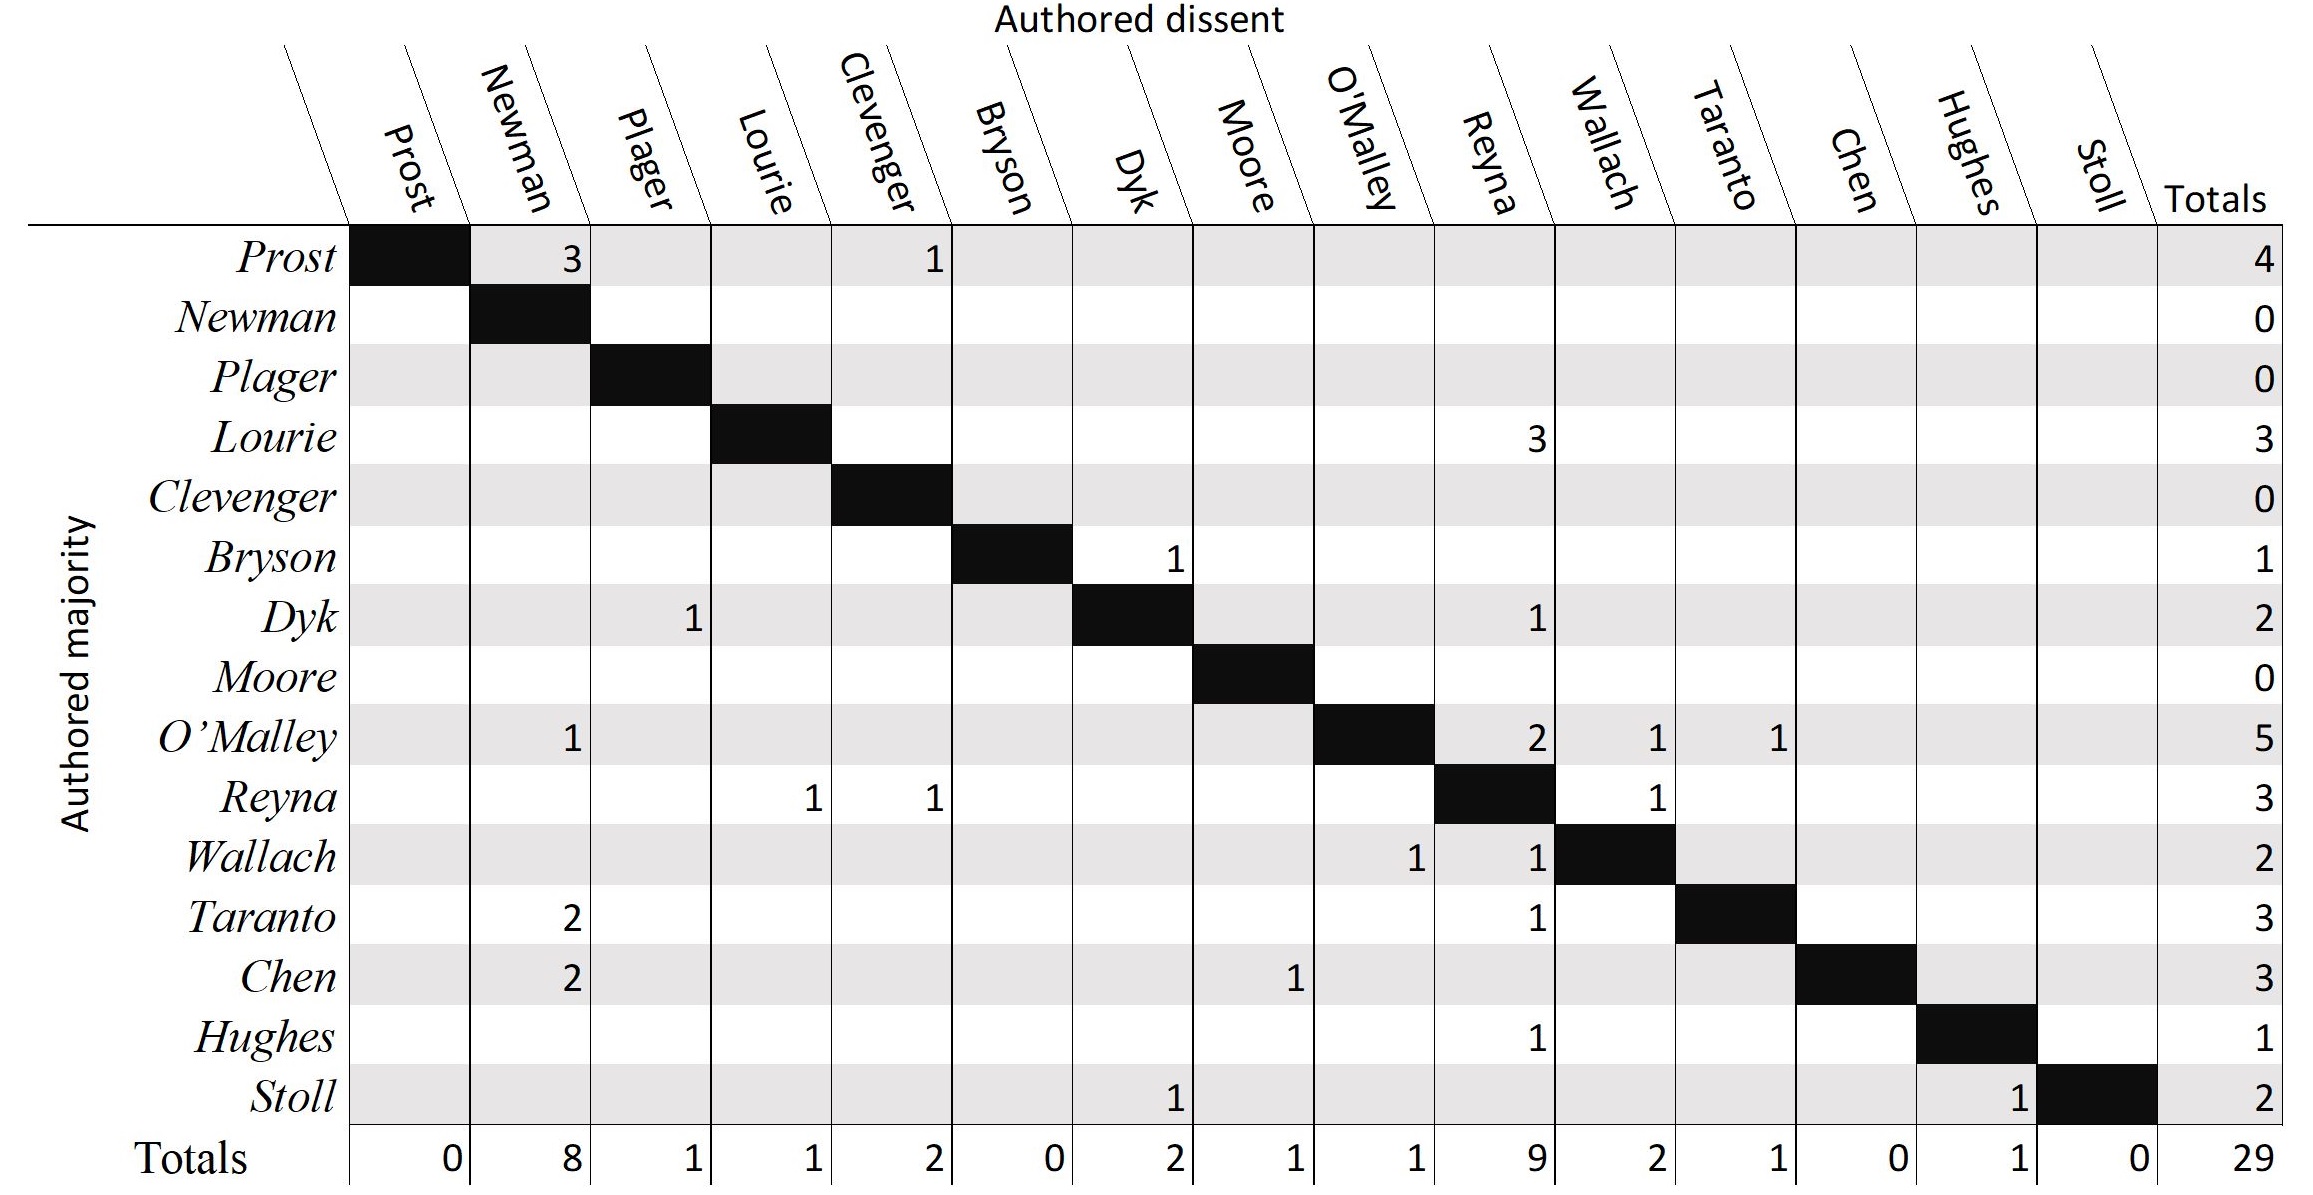 Authored dissent
Prost Newman Plager Lourie Clevenger Bryson Dyk Moore O'Malley Reyna Wallach Taranto Chen Hughes Stoll Totals
Authored majority
Prost 3 1 4
Newman 0
Plager 0
Lourie 3 3
Clevenger 0
Bryson 1 1
Dyk 1 1 2
Moore 0
O’Malley 1 2 1 1 5
Reyna 1 1 1 3
Wallach 1 1 2
Taranto 2 1 3
Chen 2 1 3
Hughes 1 1
Stoll 1 1 2
Totals 0 8 1 1 2 0 2 1 1 9 2 1 0 1 0 29